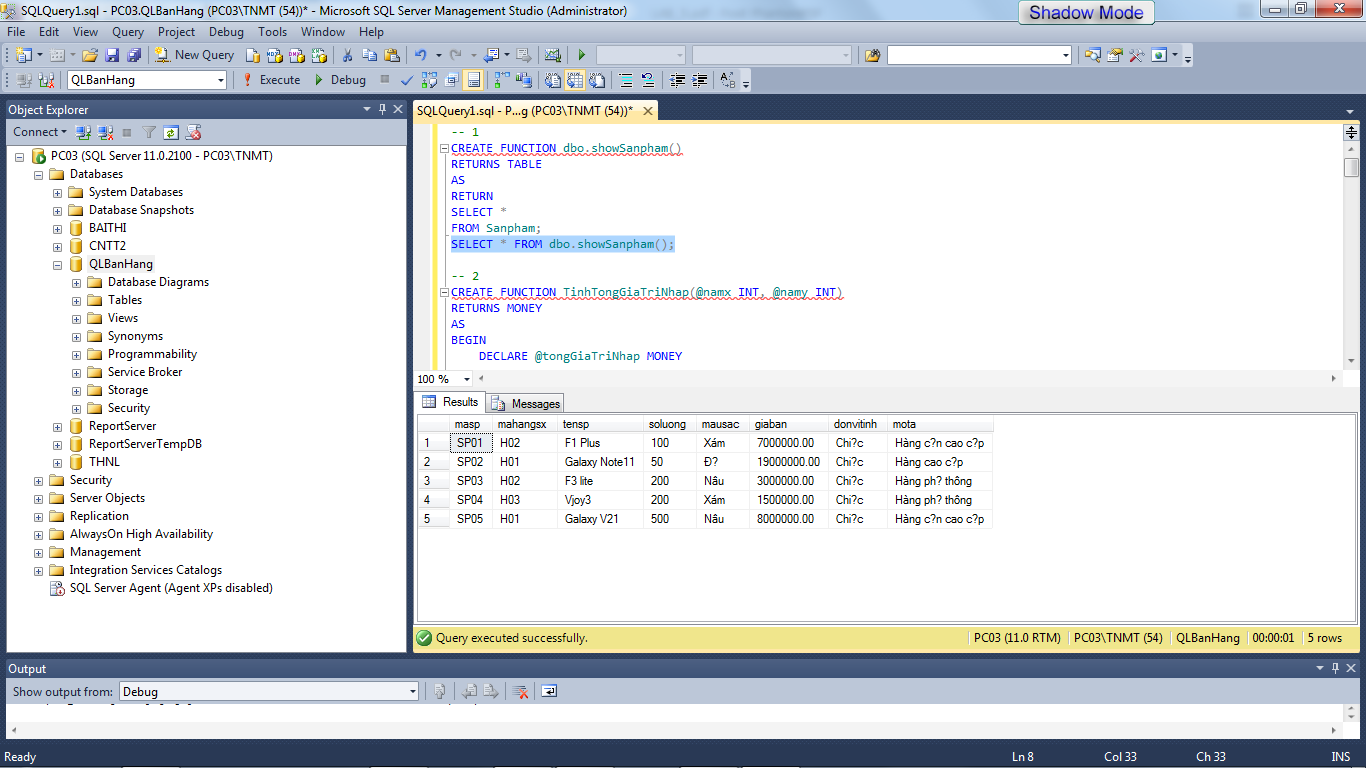 SQLQuery1.sql - PC03.QLBanHang (PC03\TNMT (54))* - Microsoft SQL Server Management Studio (Administrator)
Shadow Mode
File Edit View Query Project Debug Tools Window Help
New Query
QLBanHang Execute Debug
Object Explorer
Connect
PC03 (SQL Server 11.0.2100 - PC03\TNMT)
Databases
System Databases
Database Snapshots
BAITHI
CNTT2
QLBanHang
Database Diagrams
Tables
Views
Synonyms
Programmability
Service Broker
Storage
Security
ReportServer
ReportServerTempDB
THNL
Security
Server Objects
Replication
AlwaysOn High Availability
Management
Integration Services Catalogs
SQL Server Agent (Agent XPs disabled)
SQLQuery1.sql - P...g (PC03\TNMT (54))*
-- 1
CREATE FUNCTION dbo.showSanpham()
RETURNS TABLE
AS
RETURN
SELECT *
FROM Sanpham;
SELECT * FROM dbo.showSanpham();
-- 2
CREATE FUNCTION TinhTongGiaTriNhap(@namx INT, @namy INT)
RETURNS MONEY
AS
BEGIN
DECLARE @tongGiaTriNhap MONEY
100 %
Results Messages
masp mahangsx tensp soluong mausac giaban donvitinh mota
1 SP01 H02 F1 Plus 100 Xám 7000000.00 Chi?c Hàng c?n cao c?p
2 SP02 H01 Galaxy Note11 50 Đ? 19000000.00 Chi?c Hàng cao c?p
3 SP03 H02 F3 lite 200 Nâu 3000000.00 Chi?c Hàng ph? thông
4 SP04 H03 Vjoy3 200 Xám 1500000.00 Chi?c Hàng ph? thông
5 SP05 H01 Galaxy V21 500 Nâu 8000000.00 Chi?c Hàng c?n cao c?p
Query executed successfully. PC03 (11.0 RTM) PC03\TNMT (54) QLBanHang 00:00:01 5 rows
Output
Show output from: Debug
Ready Ln 8 Col 33 Ch 33 INS